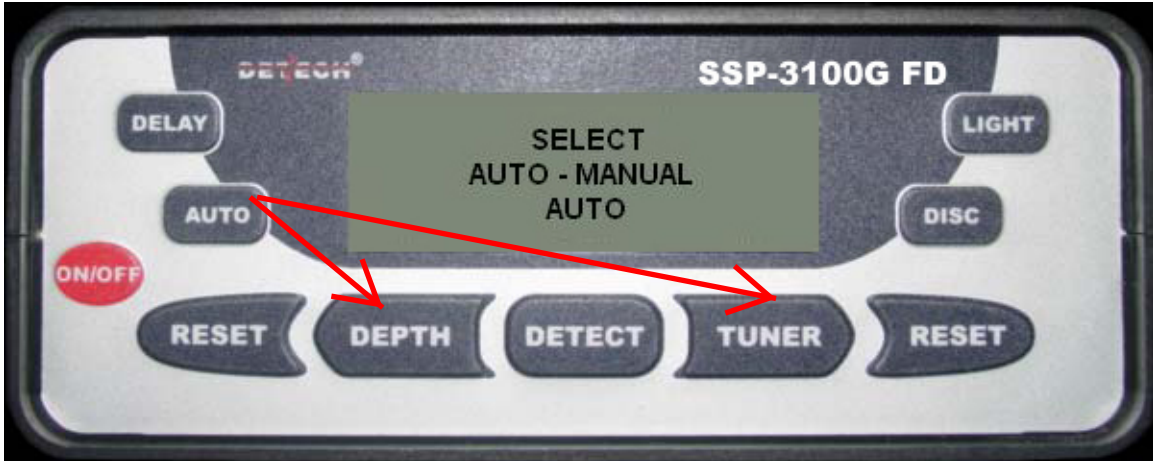 DETECH®
SSP-3100G FD
DELAY
SELECT
AUTO - MANUAL
AUTO
LIGHT
AUTO
DISC
ON/OFF
RESET
DEPTH
DETECT
TUNER
RESET